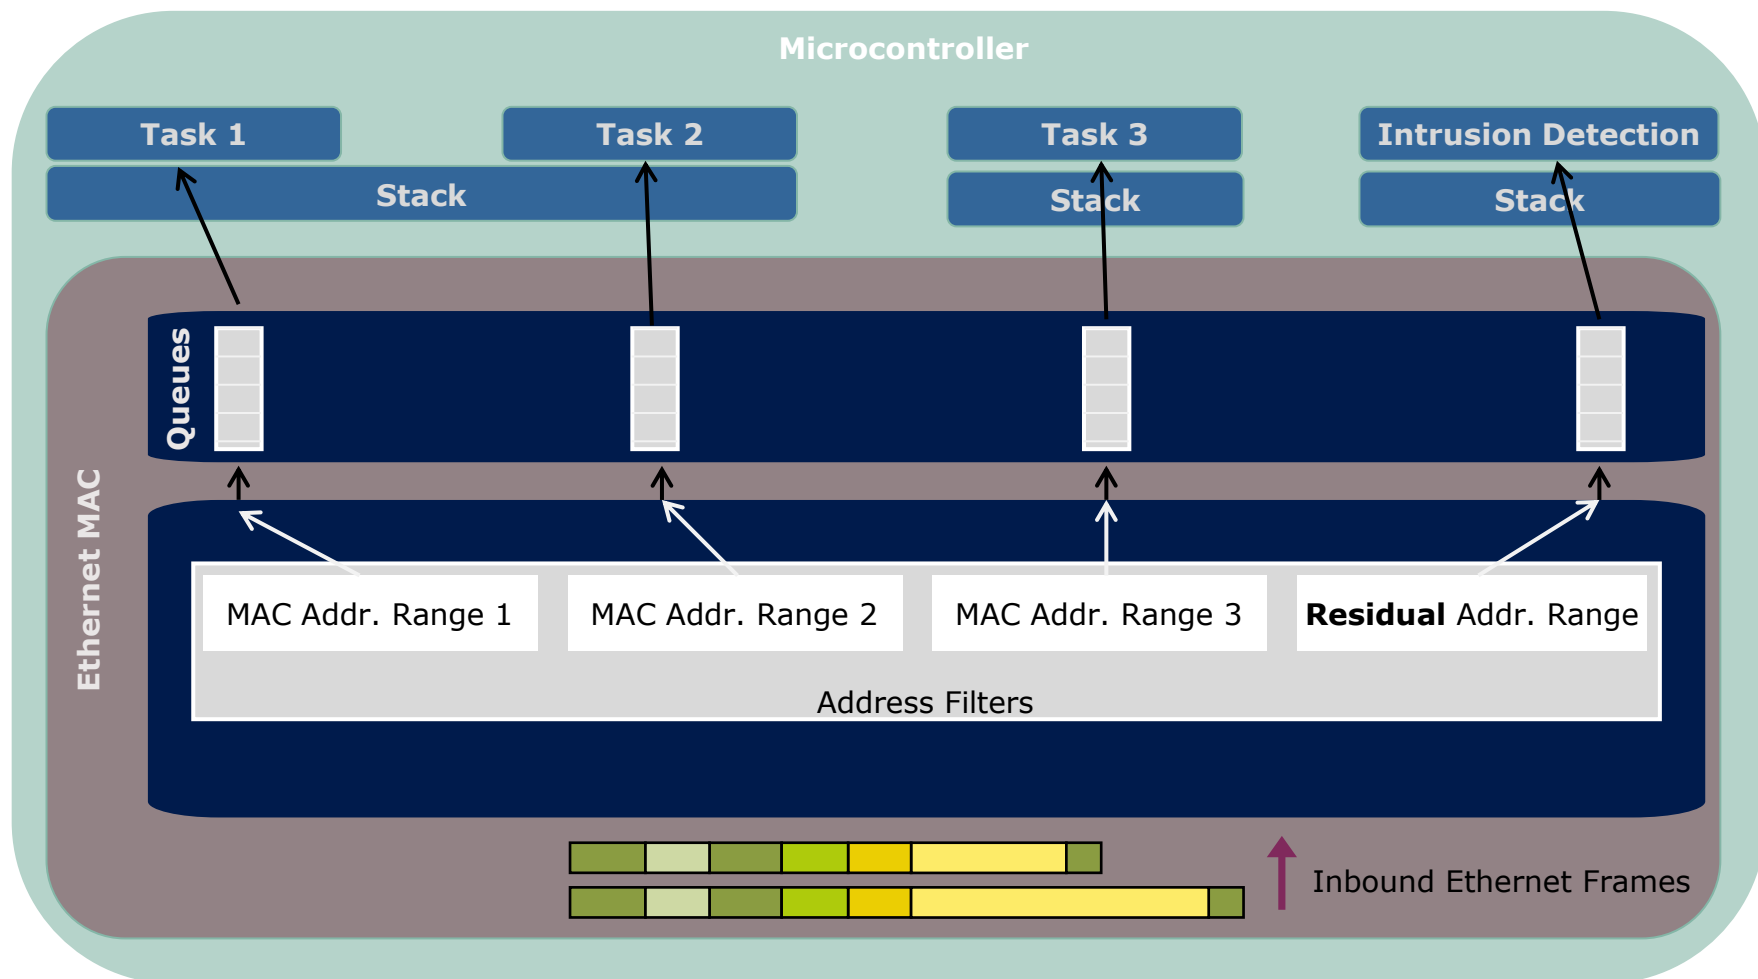 Microcontroller
Task 1
Task 2
Task 3
Intrusion Detection
Stack
Stack
Stack
Queues
Ethernet MAC
MAC Addr. Range 1
MAC Addr. Range 2
MAC Addr. Range 3
Residual Addr. Range
Address Filters
Inbound Ethernet Frames